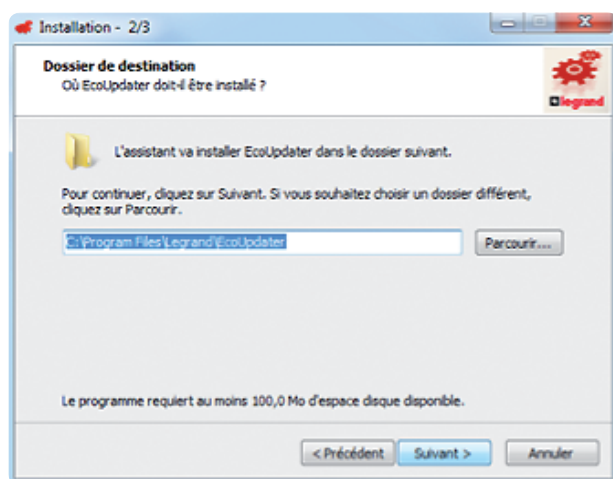 Installation - 2/3
Dossier de destination
Où EcoUpdater doit-il être installé ?
legrand
L'assistant va installer EcoUpdater dans le dossier suivant.
Pour continuer, cliquez sur Suivant. Si vous souhaitez choisir un dossier différent,
cliquez sur Parcourir.
C:\Program Files\Legrand\EcoUpdater
Parcourir...
Le programme requiert au moins 100,0 Mo d'espace disque disponible.
< Précédent
Suivant >
Annuler